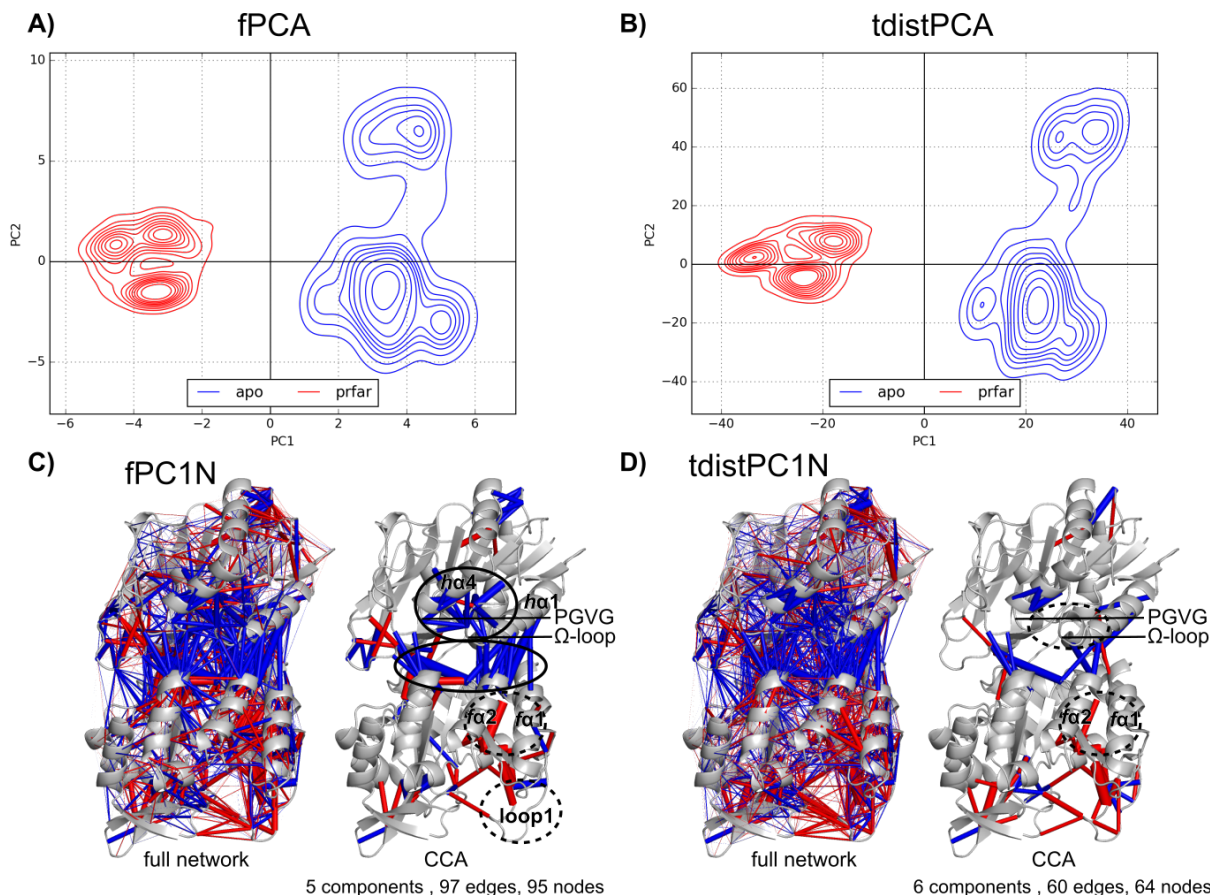 A) fPCA
10
5
0
−5
PC2
−6 −4 −2 0 2 4 6
PC1
apo prfar
B) tdistPCA
60
40
20
0
−20
−40
PC2
−40 −20 0 20 40
PC1
apo prfar
C) fPC1N
hα4
hα1
PGVG
Ω-loop
fα2 fα1
loop1
full network
CCA
5 components , 97 edges, 95 nodes
D) tdistPC1N
PGVG
Ω-loop
fα2 fα1
full network
CCA
6 components, 60 edges, 64 nodes